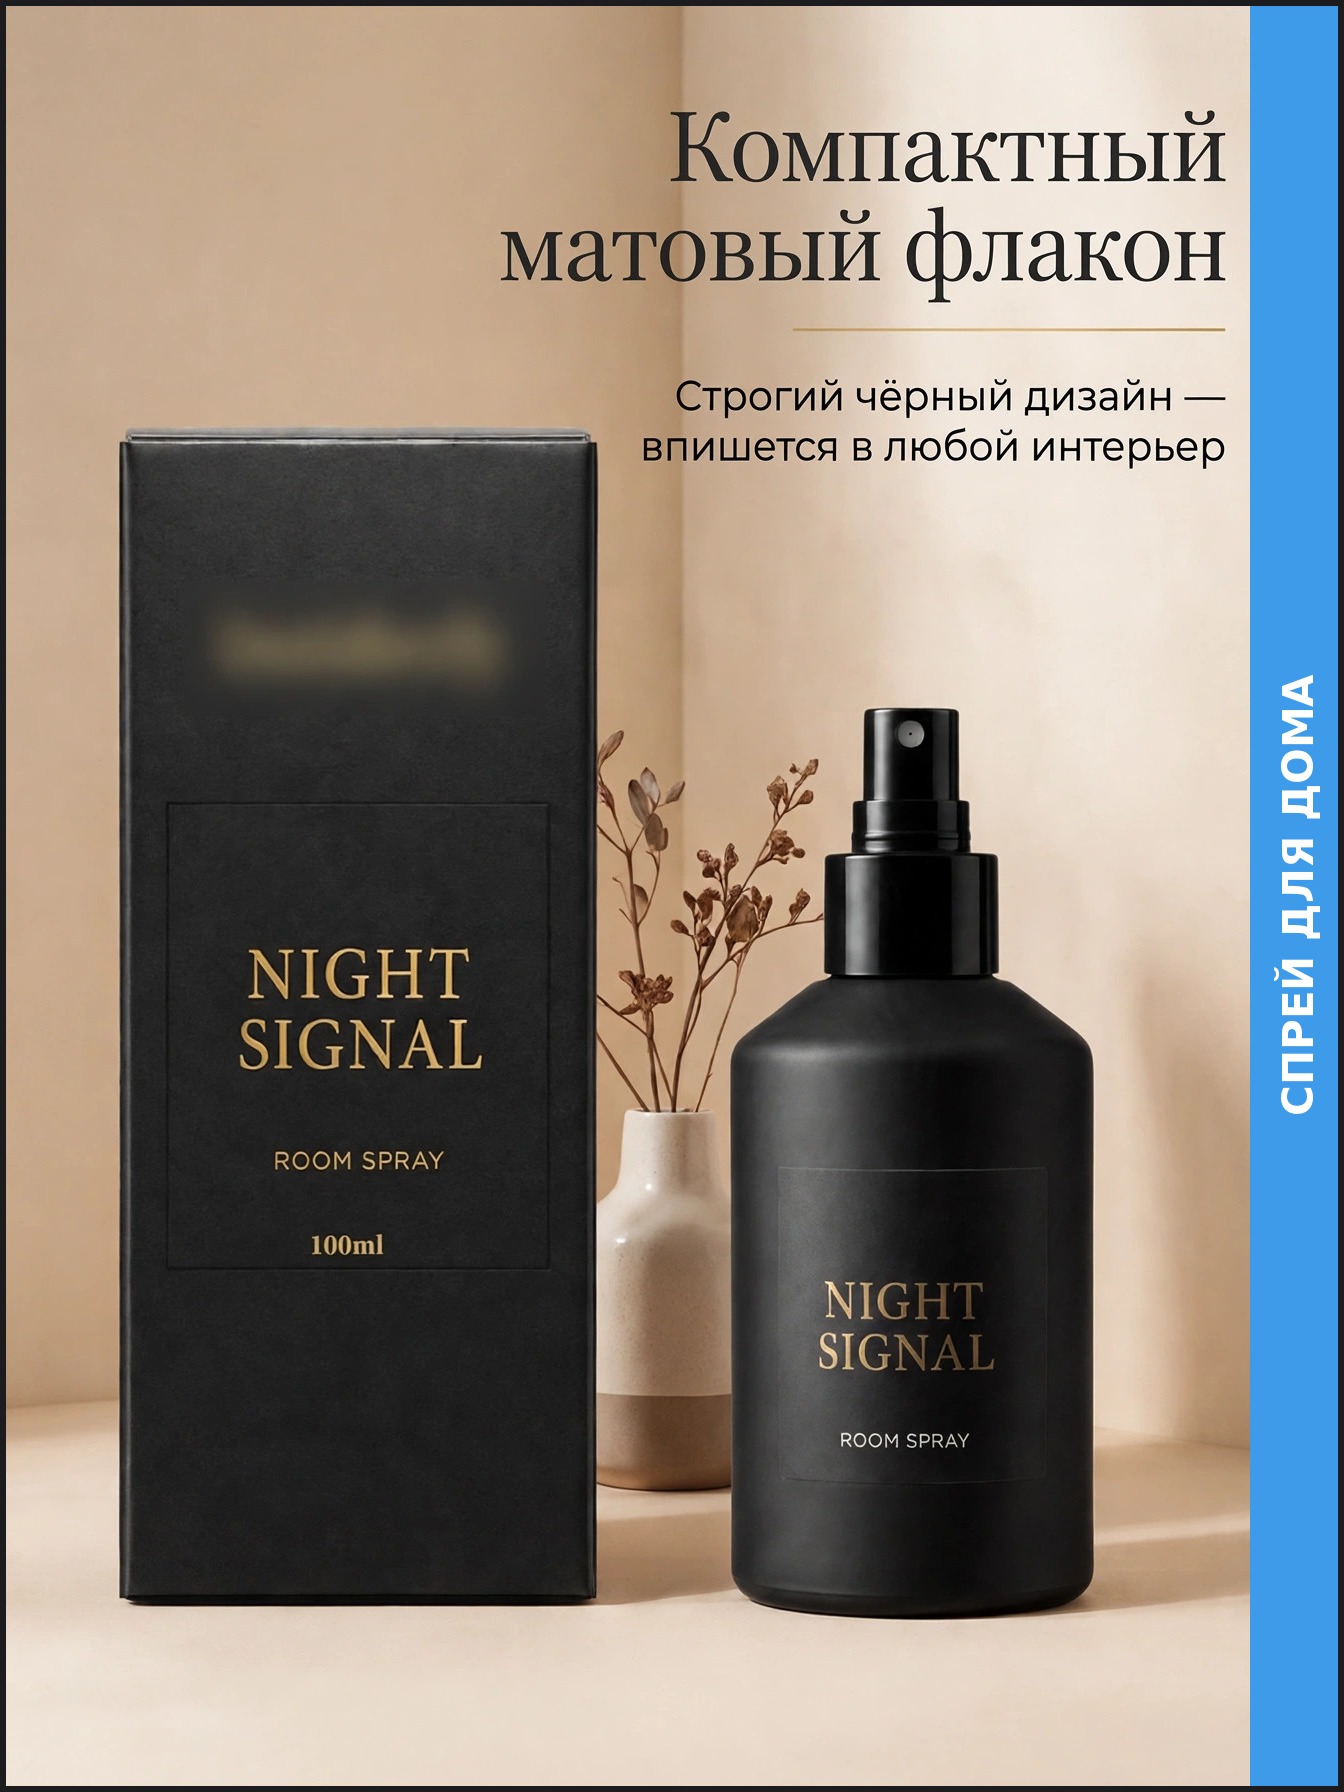 Компактный
матовый флакон
Строгий чёрный дизайн —
впишется в любой интерьер
NIGHT
SIGNAL
ROOM SPRAY
100ml
NIGHT
SIGNAL
ROOM SPRAY
СПРЕЙ ДЛЯ ДОМА